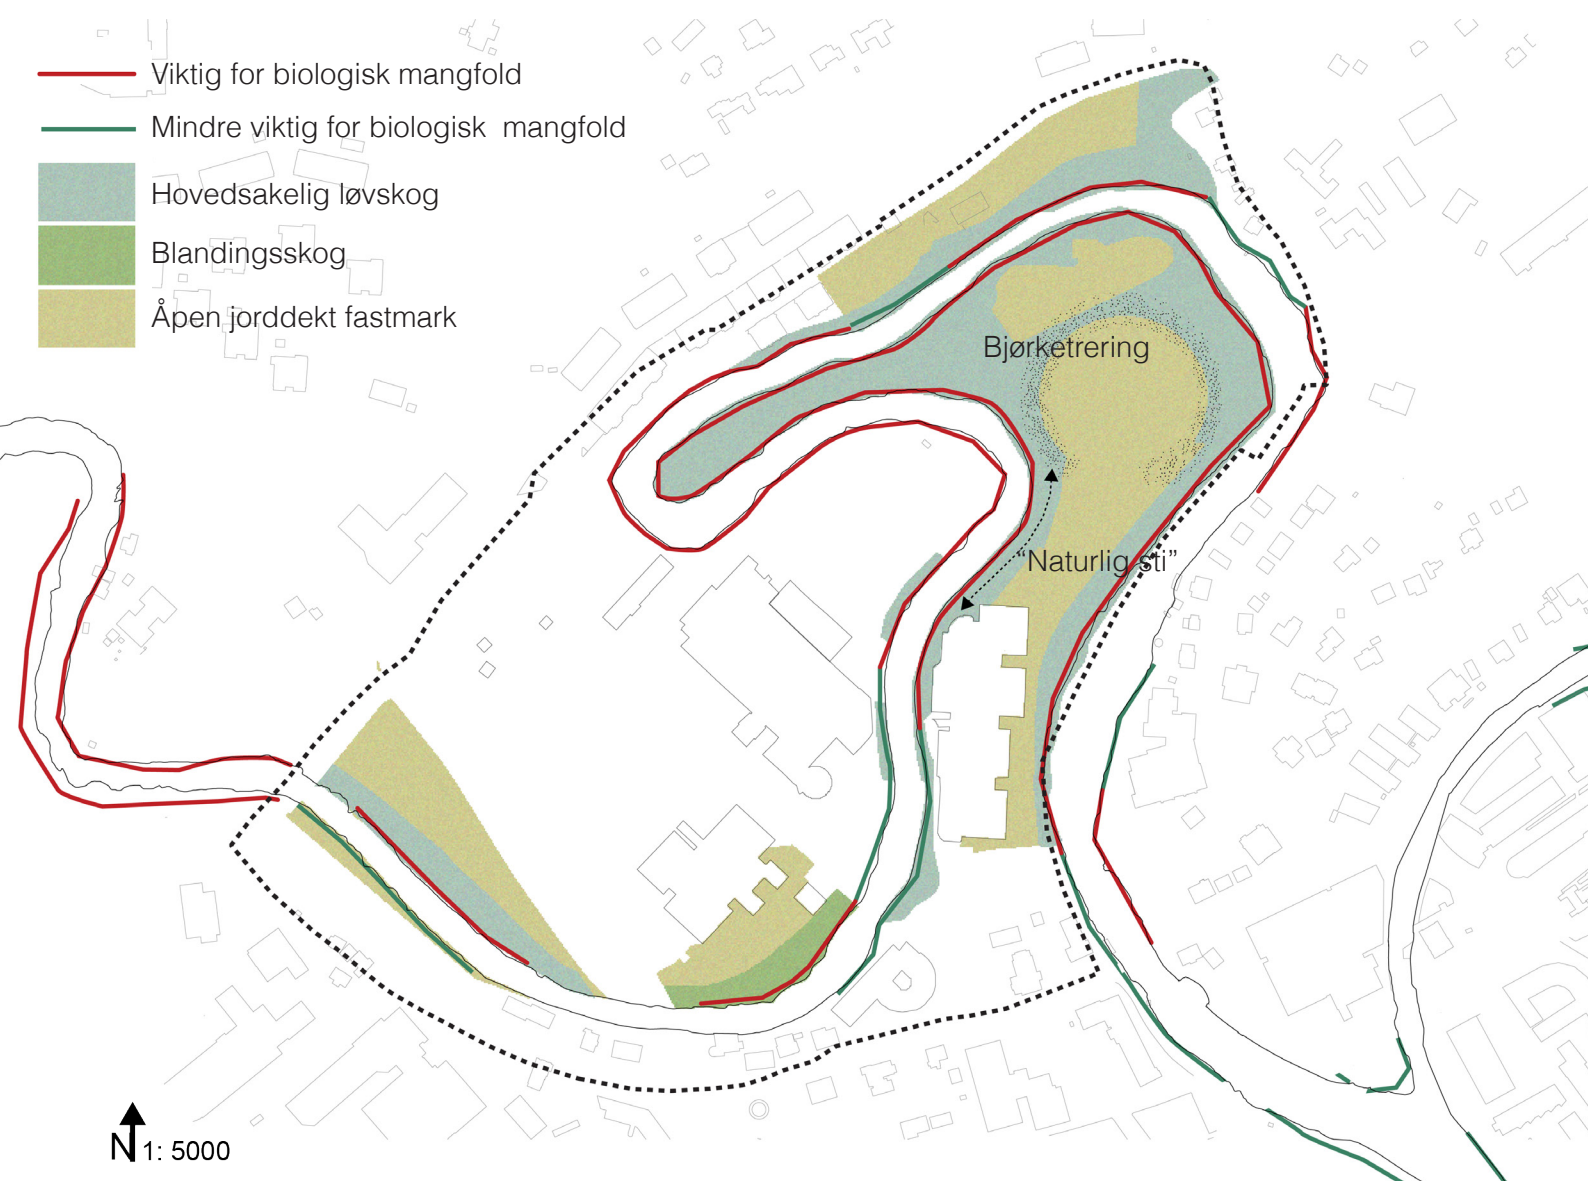 Viktig for biologisk mangfold
Mindre viktig for biologisk mangfold
Hovedsakelig løvskog
Blandingsskog
Åpen jorddekt fastmark
Bjørketrering
“Naturlig sti”
N 1: 5000